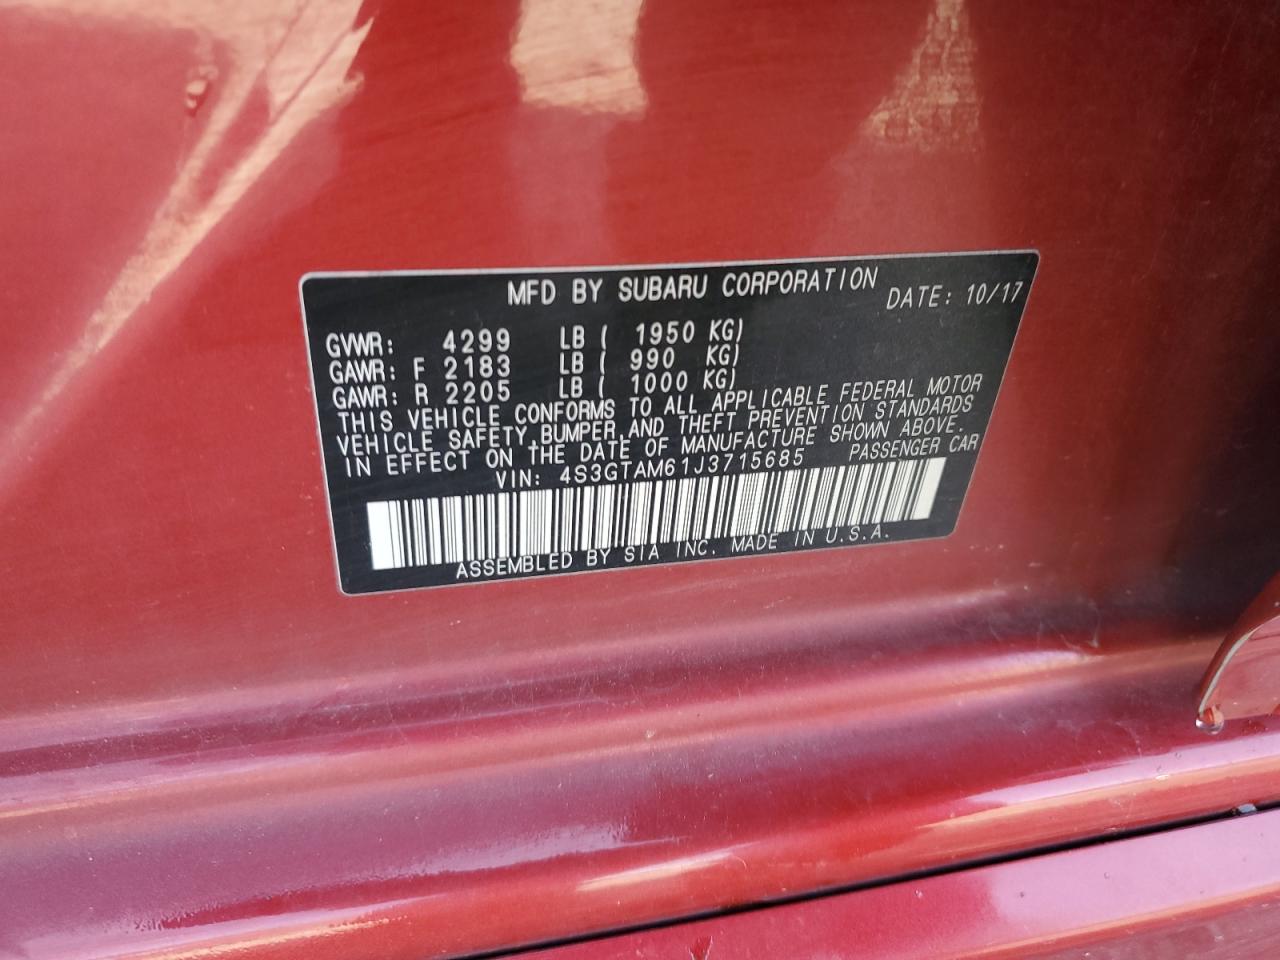 MFD BY SUBARU CORPORATION DATE: 10/17
GVWR: 4299 LB ( 1950 KG)
GAWR: F 2183 LB ( 990 KG)
GAWR: R 2205 LB ( 1000 KG)
THIS VEHICLE CONFORMS TO ALL APPLICABLE FEDERAL MOTOR
VEHICLE SAFETY, BUMPER, AND THEFT PREVENTION STANDARDS
IN EFFECT ON THE DATE OF MANUFACTURE SHOWN ABOVE.
VIN: 4S3GTAM61J3715685 PASSENGER CAR
ASSEMBLED BY SIA INC. MADE IN U.S.A.